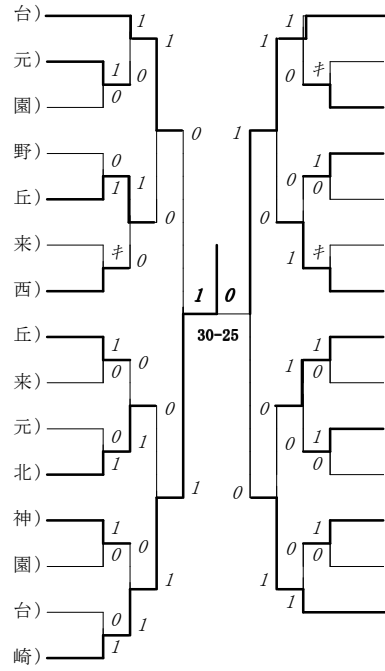 台) 1 1
元) 1 0 1 ｷ
園) 0
野) 0 0 1 1
丘) 1 1 0 0 0
来) ｷ 0
西) 0 1 ｷ
1 0
丘) 1 30-25 1
来) 0 0 1 0
元) 0 0 1
北) 1 1 0 0
1 0
神) 1 0 1
園) 0 0 0
台) 0 1 1
崎) 1 1 1